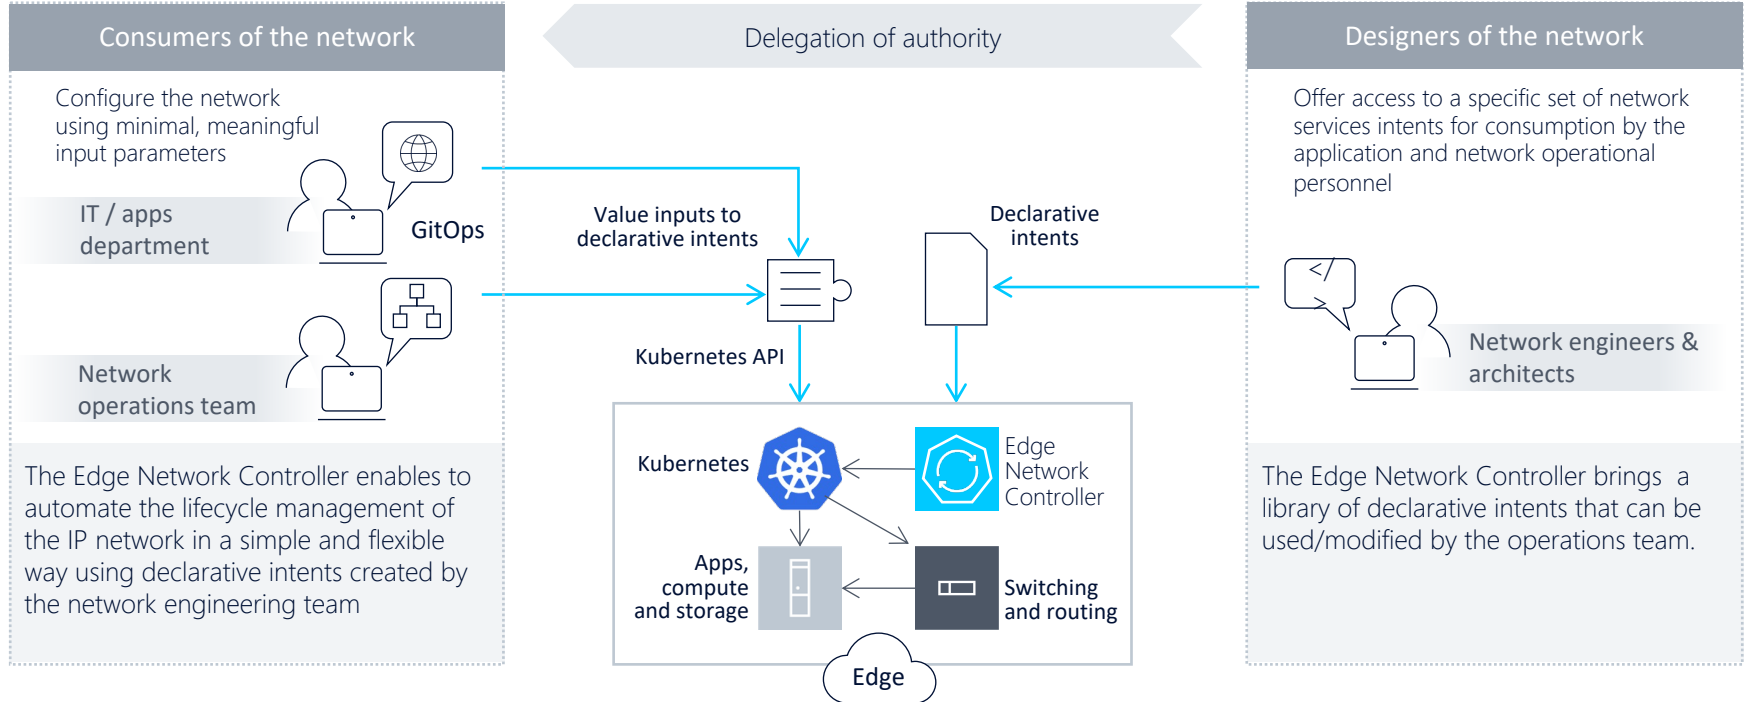 Consumers of the network
Delegation of authority
Designers of the network
Configure the network
using minimal, meaningful
input parameters
IT / apps
department
GitOps
Network
operations team
The Edge Network Controller enables to
automate the lifecycle management of
the IP network in a simple and flexible
way using declarative intents created by
the network engineering team
Value inputs to
declarative intents
Declarative
intents
Kubernetes API
Kubernetes
Edge
Network
Controller
Apps,
compute
and storage
Switching
and routing
Edge
Offer access to a specific set of network
services intents for consumption by the
application and network operational
personnel
</
>
Network engineers &
architects
The Edge Network Controller brings  a
library of declarative intents that can be
used/modified by the operations team.